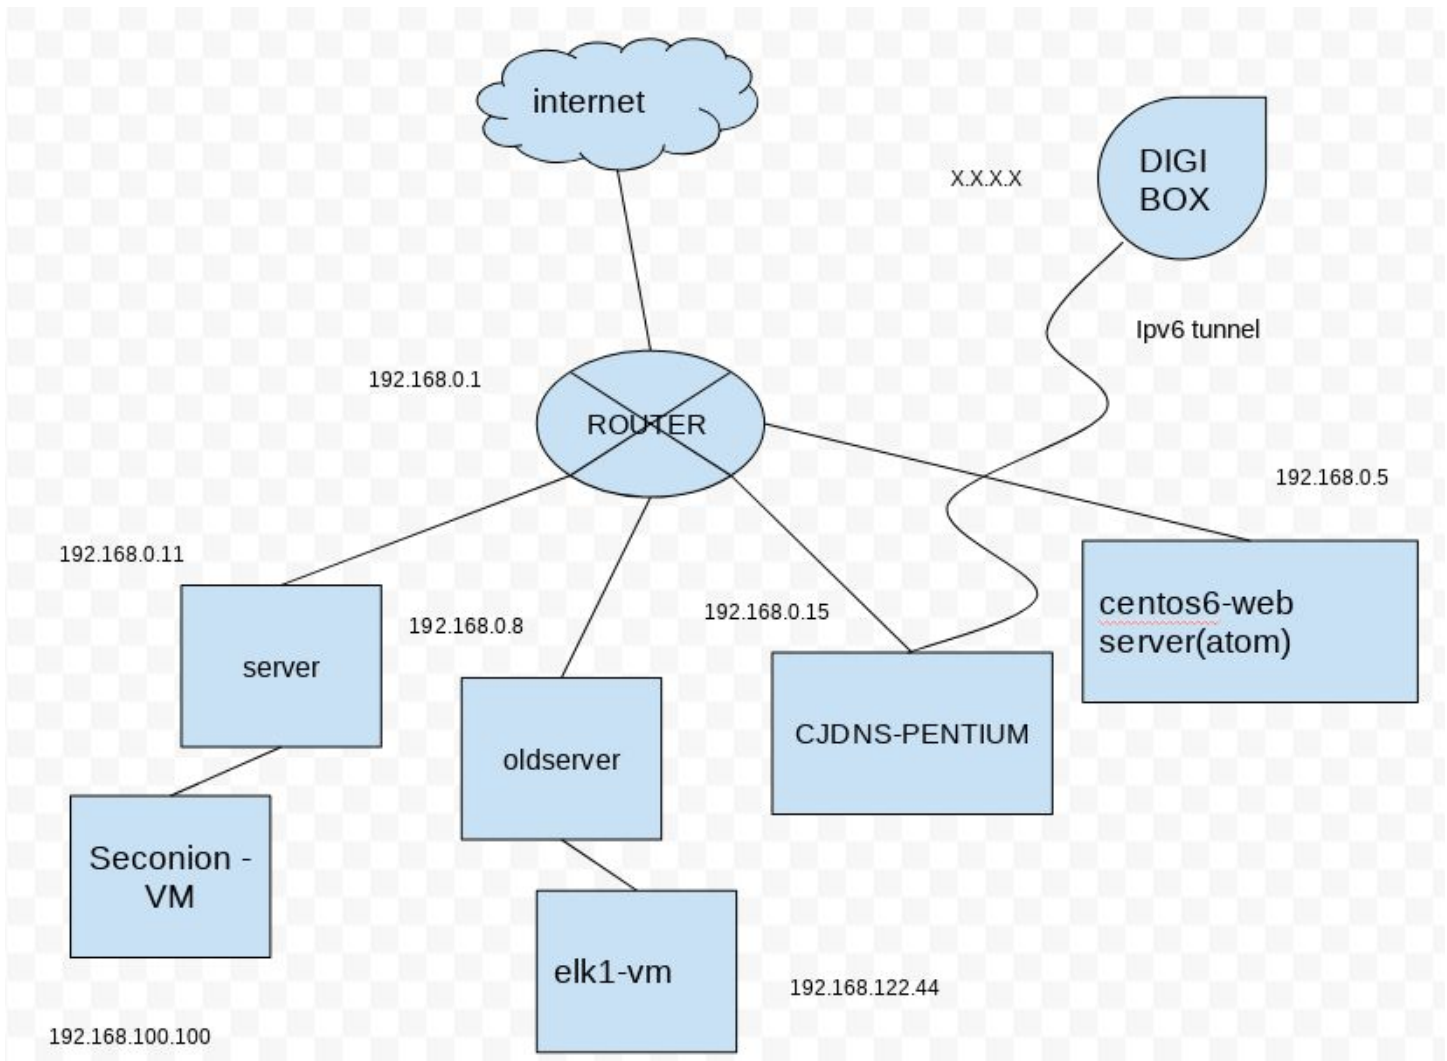 internet
X.X.X.X
DIGI
BOX
Ipv6 tunnel
192.168.0.1
ROUTER
192.168.0.5
192.168.0.11
192.168.0.8
192.168.0.15
centos6-web
server(atom)
server
oldserver
CJDNS-PENTIUM
Seconion -
VM
elk1-vm
192.168.122.44
192.168.100.100